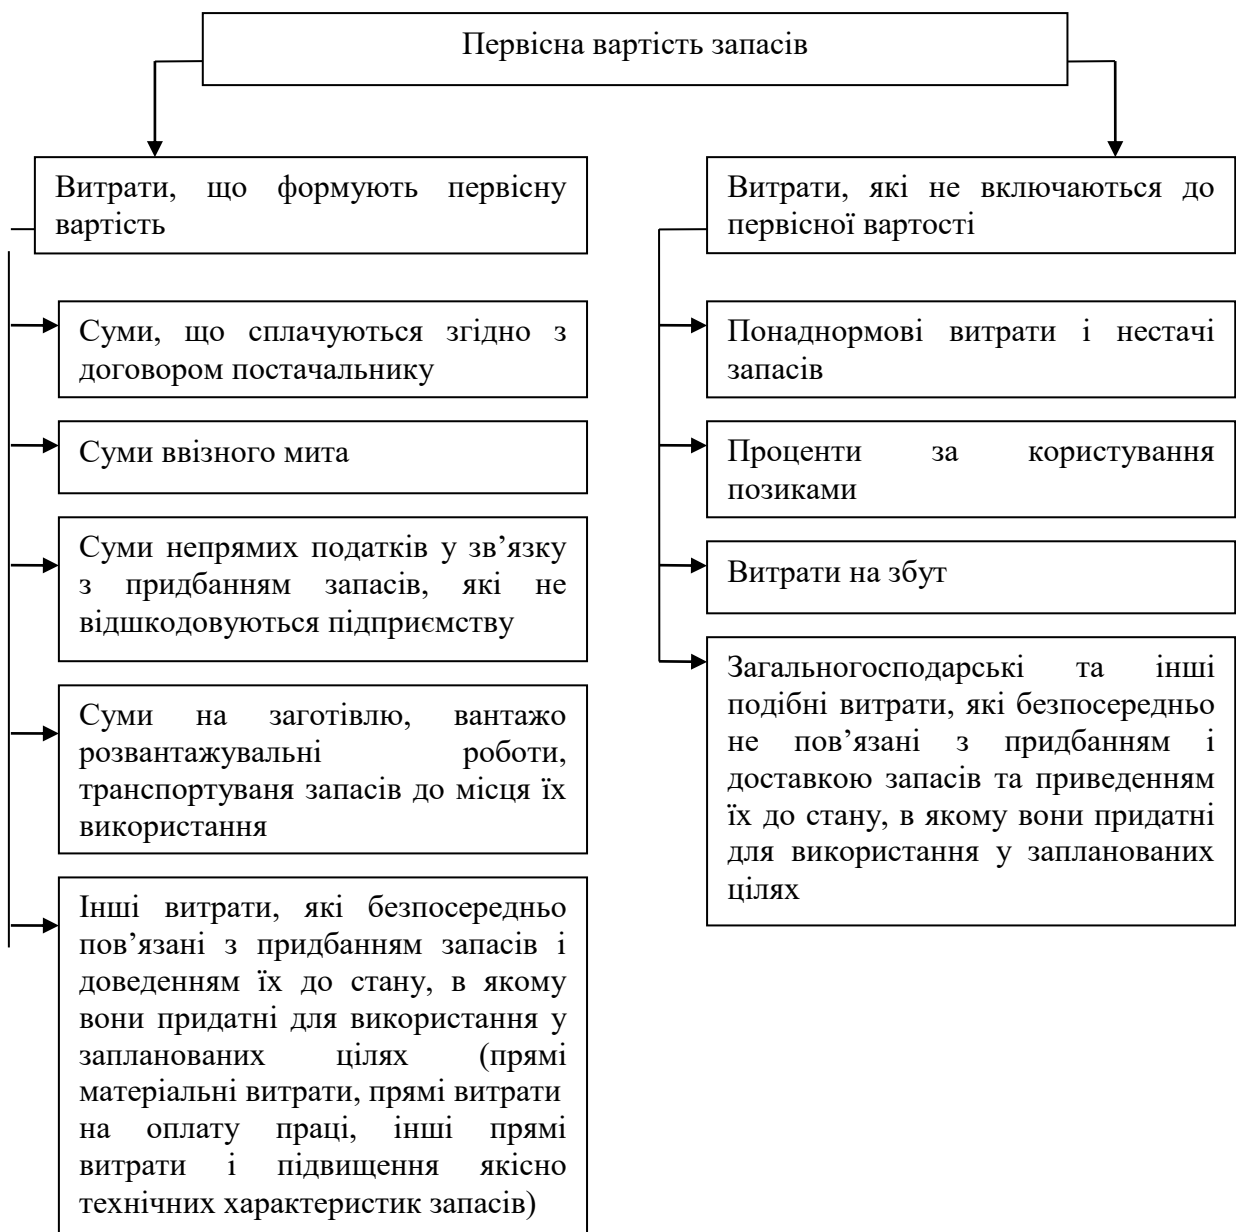 Первісна вартість запасів
Витрати, що формують первісну
вартість
Суми, що сплачуються згідно з
договором постачальнику
Суми ввізного мита
Суми непрямих податків у зв’язку
з придбанням запасів, які не
відшкодовуються підприємству
Суми на заготівлю, вантажо
розвантажувальні роботи,
транспортуваня запасів до місця їх
використання
Інші витрати, які безпосередньо
пов’язані з придбанням запасів і
доведенням їх до стану, в якому
вони придатні для використання у
запланованих цілях (прямі
матеріальні витрати, прямі витрати
на оплату праці, інші прямі
витрати і підвищення якісно
технічних характеристик запасів)
Витрати, які не включаються до
первісної вартості
Понаднормові витрати і нестачі
запасів
Проценти за користування
позиками
Витрати на збут
Загальногосподарські та інші
подібні витрати, які безпосередньо
не пов’язані з придбанням і
доставкою запасів та приведенням
їх до стану, в якому вони придатні
для використання у запланованих
цілях